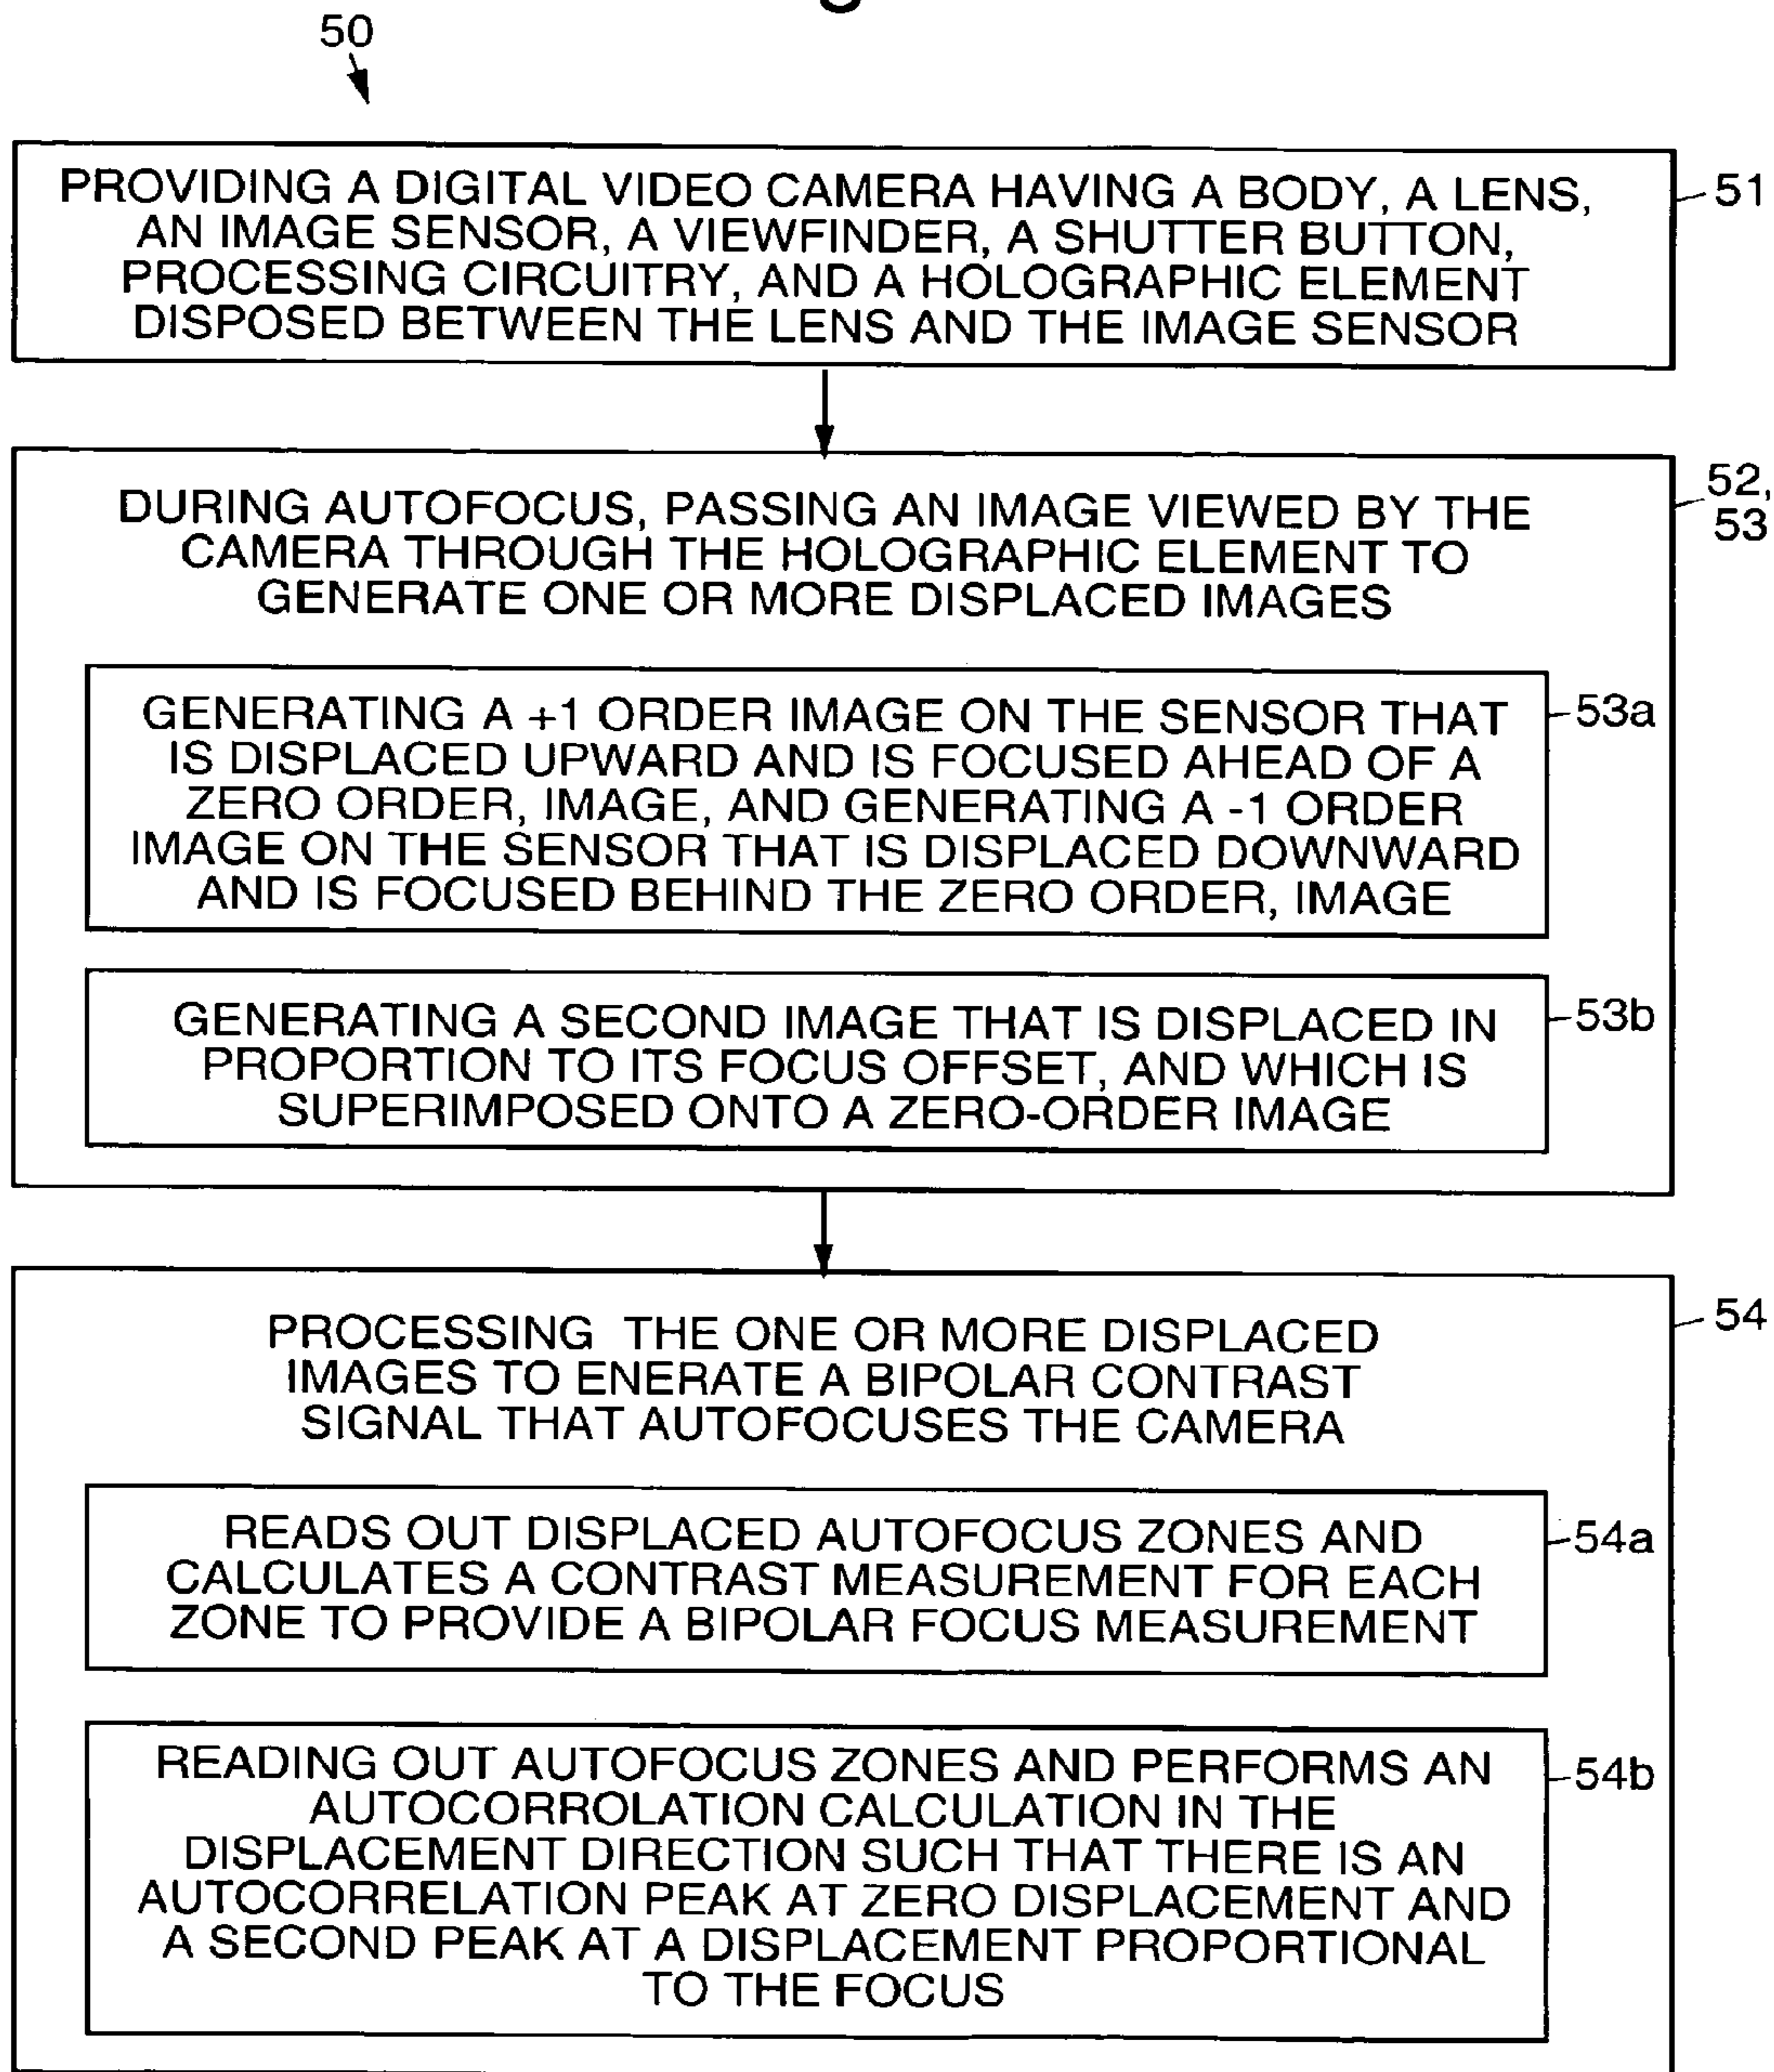 50
PROVIDING A DIGITAL VIDEO CAMERA HAVING A BODY, A LENS,
AN IMAGE SENSOR, A VIEWFINDER, A SHUTTER BUTTON,
PROCESSING CIRCUITRY, AND A HOLOGRAPHIC ELEMENT
DISPOSED BETWEEN THE LENS AND THE IMAGE SENSOR
51
DURING AUTOFOCUS, PASSING AN IMAGE VIEWED BY THE
CAMERA THROUGH THE HOLOGRAPHIC ELEMENT TO
GENERATE ONE OR MORE DISPLACED IMAGES
52,
53
GENERATING A +1 ORDER IMAGE ON THE SENSOR THAT
IS DISPLACED UPWARD AND IS FOCUSED AHEAD OF A
ZERO ORDER, IMAGE, AND GENERATING A -1 ORDER
IMAGE ON THE SENSOR THAT IS DISPLACED DOWNWARD
AND IS FOCUSED BEHIND THE ZERO ORDER, IMAGE
53a
GENERATING A SECOND IMAGE THAT IS DISPLACED IN
PROPORTION TO ITS FOCUS OFFSET, AND WHICH IS
SUPERIMPOSED ONTO A ZERO-ORDER IMAGE
53b
PROCESSING THE ONE OR MORE DISPLACED
IMAGES TO ENERATE A BIPOLAR CONTRAST
SIGNAL THAT AUTOFOCUSES THE CAMERA
54
READS OUT DISPLACED AUTOFOCUS ZONES AND
CALCULATES A CONTRAST MEASUREMENT FOR EACH
ZONE TO PROVIDE A BIPOLAR FOCUS MEASUREMENT
54a
READING OUT AUTOFOCUS ZONES AND PERFORMS AN
AUTOCORROLATION CALCULATION IN THE
DISPLACEMENT DIRECTION SUCH THAT THERE IS AN
AUTOCORRELATION PEAK AT ZERO DISPLACEMENT AND
A SECOND PEAK AT A DISPLACEMENT PROPORTIONAL
TO THE FOCUS
54b